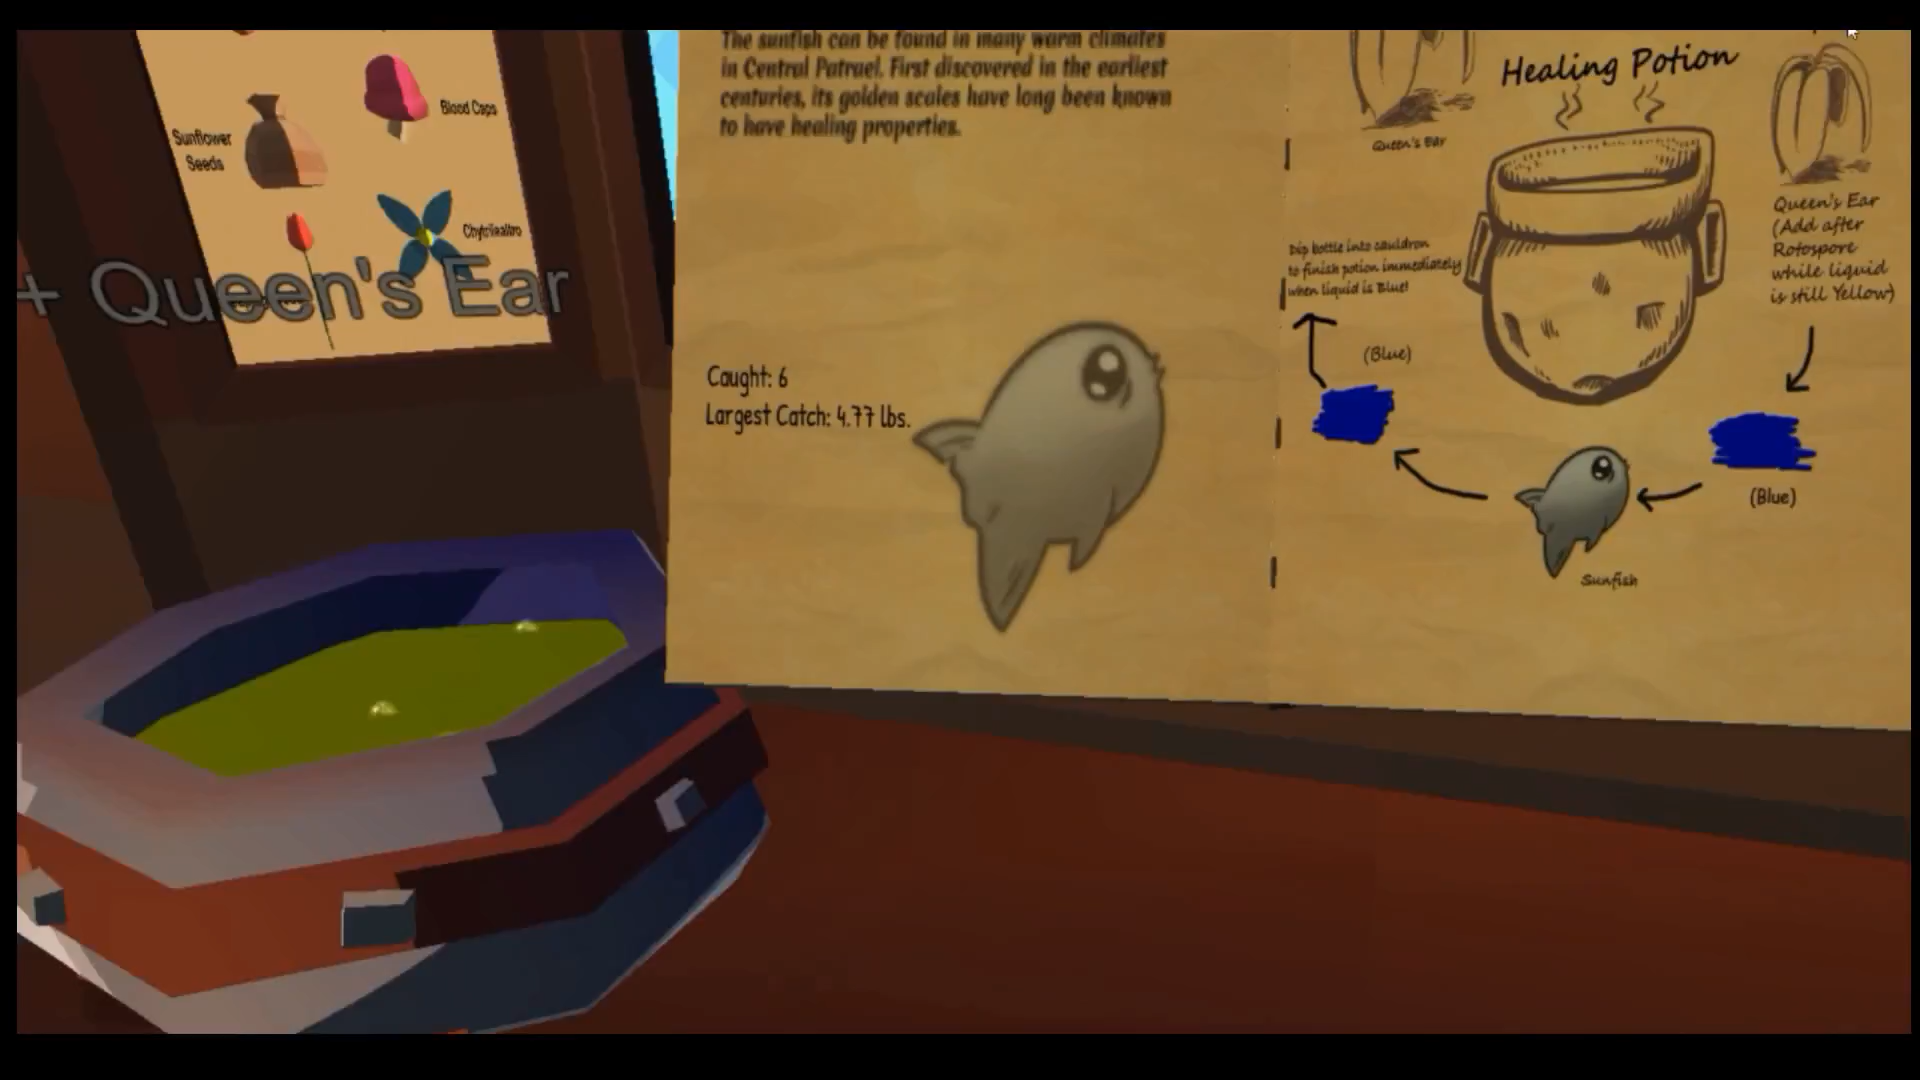 Blood Caps
Sunflower
Seeds
+ Queen's Ear
The sunfish can be found in many warm climates
in Central Patruel. First discovered in the earliest
centuries, its golden scales have long been known
to have healing properties.
Caught: 6
Largest Catch: 4.77 lbs.
Healing Potion
Queen's Ear
Queen's Ear
(Add after
Rotospore
while liquid
is still Yellow)
Dip bottle into cauldron
to finish potion immediately
when liquid is Blue!
(Blue)
(Blue)
Sunfish